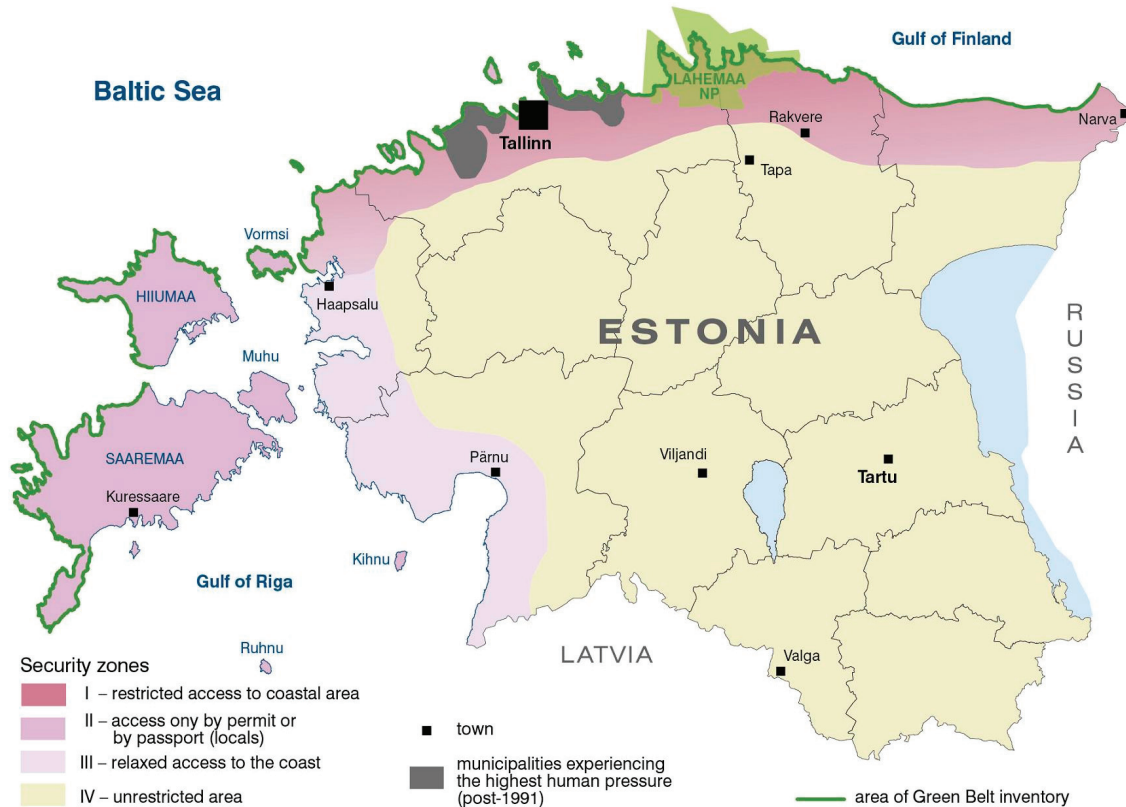 Gulf of Finland
Baltic Sea
LAHEMAA
NP
Rakvere
Narva
Tallinn
Tapa
Vormsi
HIIUMAA
Haapsalu
ESTONIA
RUSSIA
Muhu
SAAREMAA
Pärnu
Viljandi
Tartu
Kuressaare
Kihnu
Gulf of Riga
Ruhnu
LATVIA
Valga
Security zones
I – restricted access to coastal area
II – access ony by permit or
by passport (locals)
III – relaxed access to the coast
IV – unrestricted area
town
municipalities experiencing
the highest human pressure
(post-1991)
area of Green Belt inventory